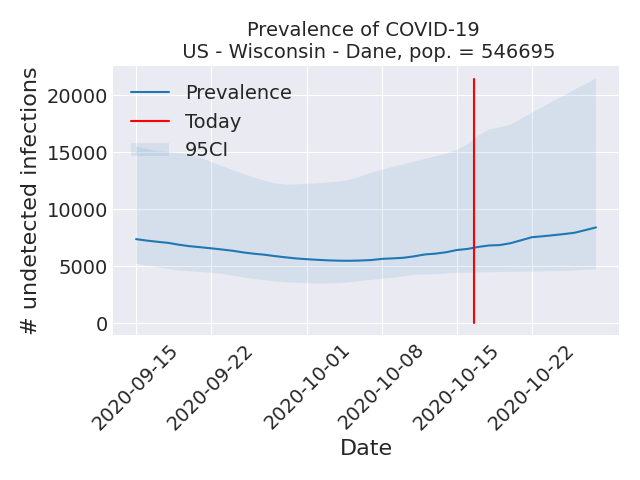 Prevalence of COVID-19
US - Wisconsin - Dane, pop. = 546695
# undetected infections
20000
15000
10000
5000
0
Prevalence
Today
95CI
2020-09-15
2020-09-22
2020-10-01
2020-10-08
2020-10-15
2020-10-22
Date